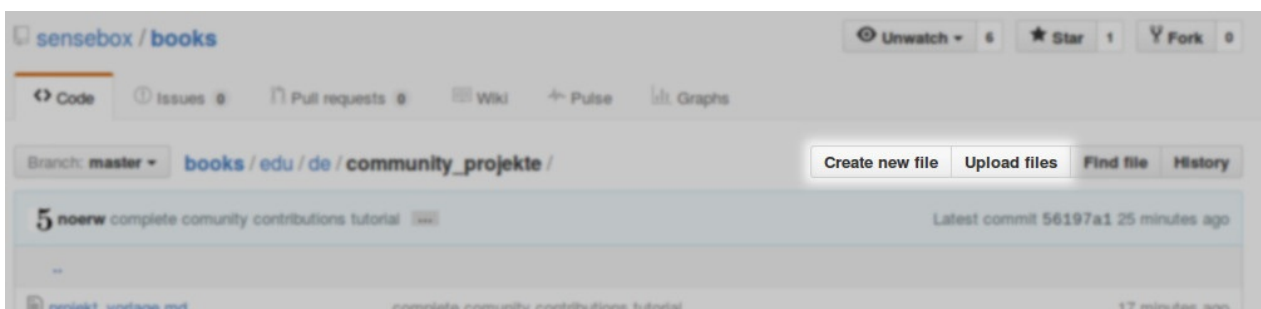 sensebox / books
Unwatch 6 Star 1 Fork 0
Code Issues 0 Pull requests 0 Wiki Pulse Graphs
Branch: master books / edu / de / community_projekte /
Create new file Upload files Find file History
5 noerw complete comunity contributions tutorial ... Latest commit 56197a1 25 minutes ago
..
projekt_vorlage.md complete comunity contributions tutorial 17 minutes ago